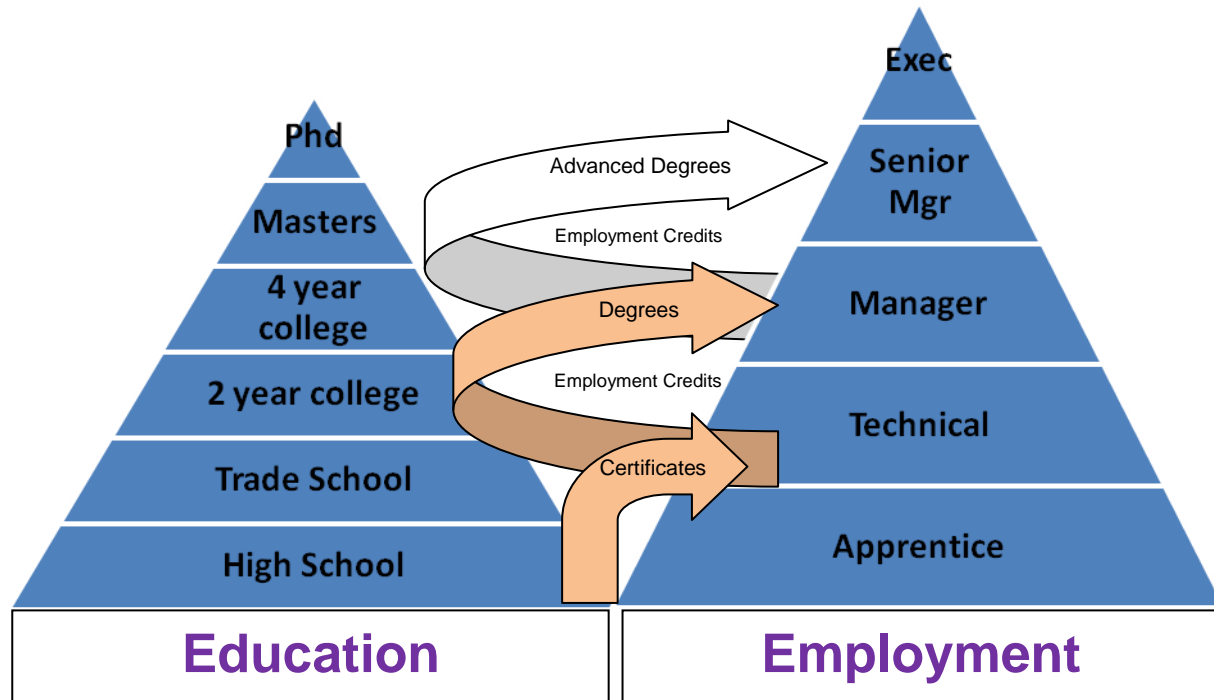 Phd
Masters
4 year
college
2 year college
Trade School
High School
Education
Advanced Degrees
Employment Credits
Degrees
Employment Credits
Certificates
Exec
Senior
Mgr
Manager
Technical
Apprentice
Employment